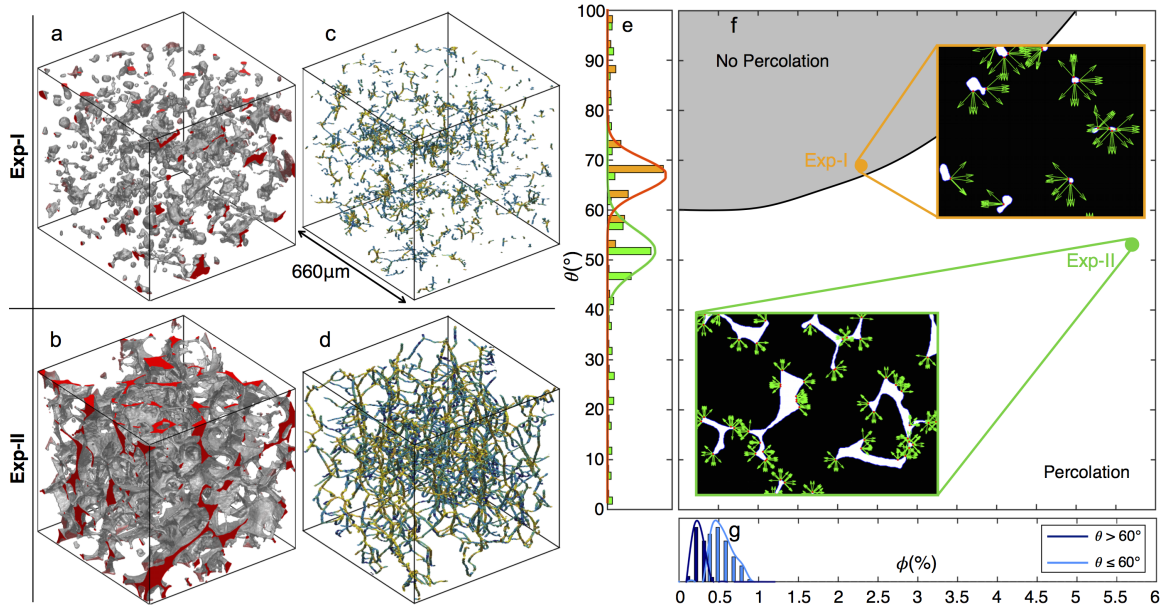 a
c
e
f
Exp-I
660μm
b
d
Exp-II
100
90
80
70
60
50
40
30
20
10
0
θ(°)
No Percolation
Exp-I
Exp-II
Percolation
g
ϕ(%)
θ > 60°
θ ≤ 60°
0 0.5 1 1.5 2 2.5 3 3.5 4 4.5 5 5.5 6